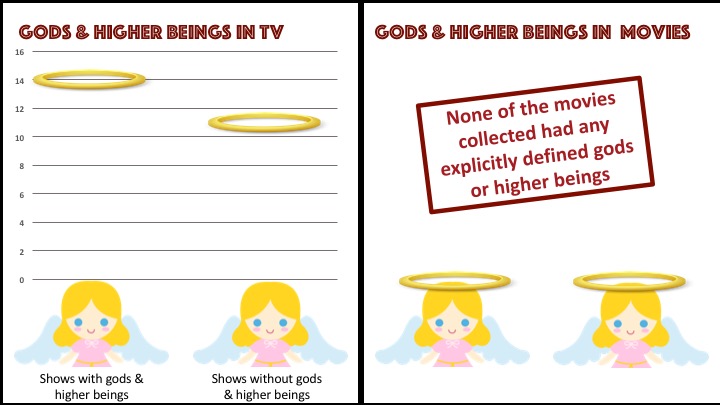 GODS & HIGHER BEINGS IN TV
16
14
12
10
8
6
4
2
0
Shows with gods &
higher beings
Shows without gods
& higher beings
GODS & HIGHER BEINGS IN MOVIES
None of the movies
collected had any
explicitly defined gods
or higher beings